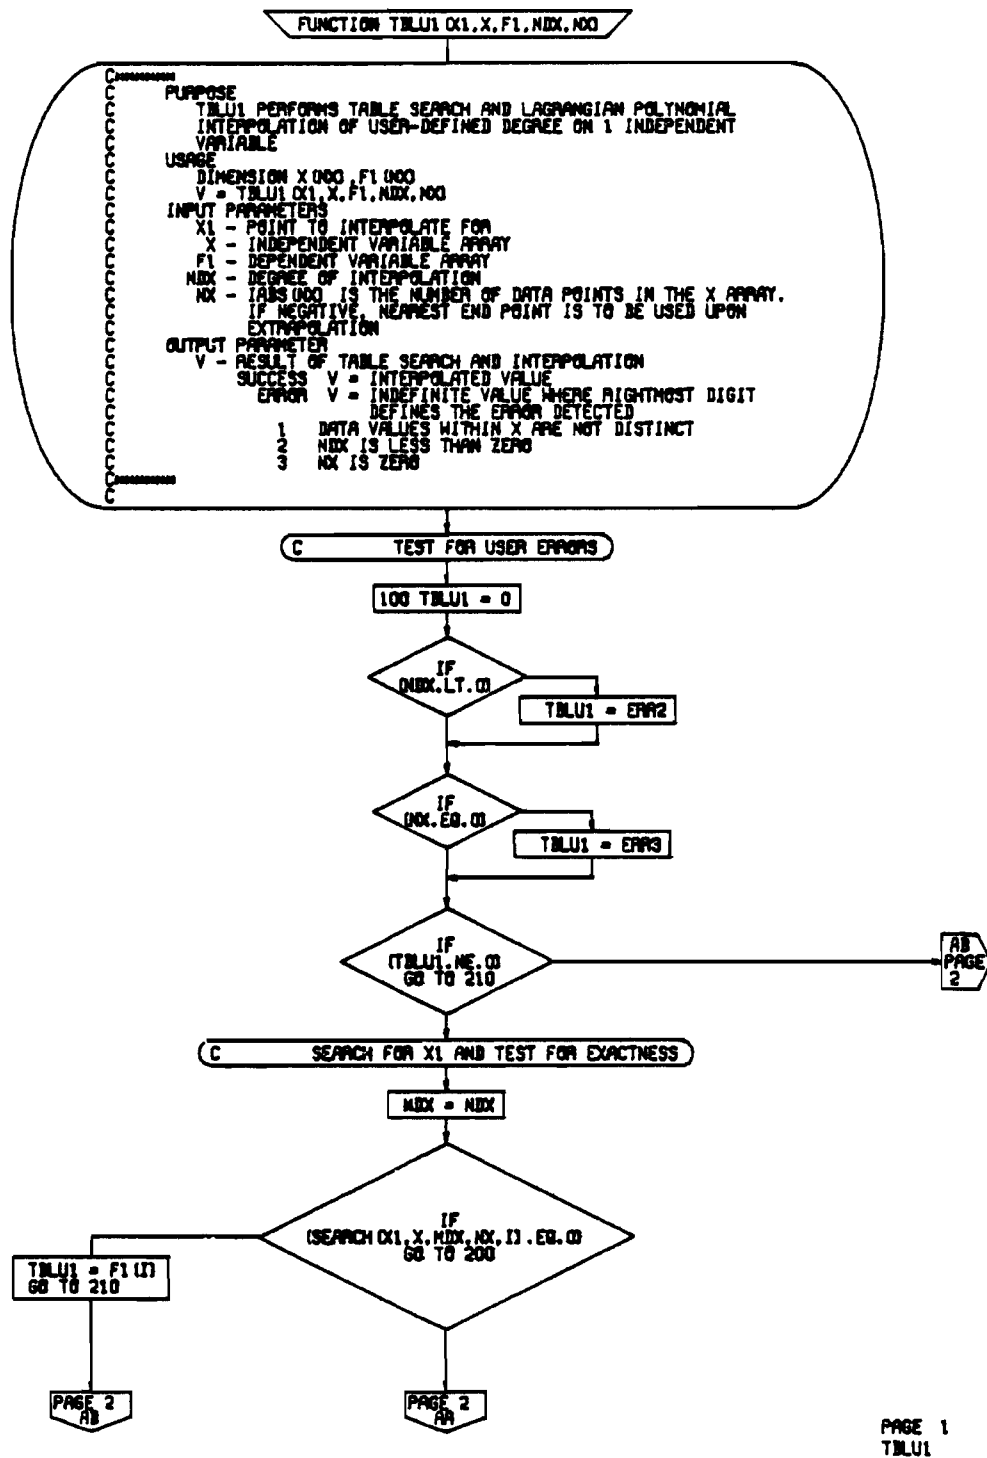 FUNCTION TBLU1(X1,X,F1,NDX,NX)
C********
C PURPOSE
C TBLU1 PERFORMS TABLE SEARCH AND LAGRANGIAN POLYNOMIAL
C INTERPOLATION OF USER-DEFINED DEGREE ON 1 INDEPENDENT
C VARIABLE
C USAGE
C DIMENSION X(NX),F1(NX)
C V = TBLU1(X1,X,F1,NDX,NX)
C INPUT PARAMETERS
C X1 - POINT TO INTERPOLATE FOR
C X - INDEPENDENT VARIABLE ARRAY
C F1 - DEPENDENT VARIABLE ARRAY
C NDX - DEGREE OF INTERPOLATION
C NX - IABS(NX) IS THE NUMBER OF DATA POINTS IN THE X ARRAY.
C IF NEGATIVE, NEAREST END POINT IS TO BE USED UPON
C EXTRAPOLATION
C OUTPUT PARAMETER
C V - RESULT OF TABLE SEARCH AND INTERPOLATION
C SUCCESS V = INTERPOLATED VALUE
C ERROR V = INDEFINITE VALUE WHERE RIGHTMOST DIGIT
C DEFINES THE ERROR DETECTED
C 1 DATA VALUES WITHIN X ARE NOT DISTINCT
C 2 NDX IS LESS THAN ZERO
C 3 NX IS ZERO
C********
C
C TEST FOR USER ERRORS
100 TBLU1 = 0
IF
(NDX.LT.0)
TBLU1 = ERR2
IF
(NX.EQ.0)
TBLU1 = ERR3
IF
(TBLU1.NE.0)
GO TO 210
AB
PAGE
2
C SEARCH FOR X1 AND TEST FOR EXACTNESS
MDX = NDX
IF
(SEARCH(X1,X,MDX,NX,I).EQ.0)
GO TO 200
TBLU1 = F1(I)
GO TO 210
PAGE 2
AB
PAGE 2
AA
PAGE 1
TBLU1